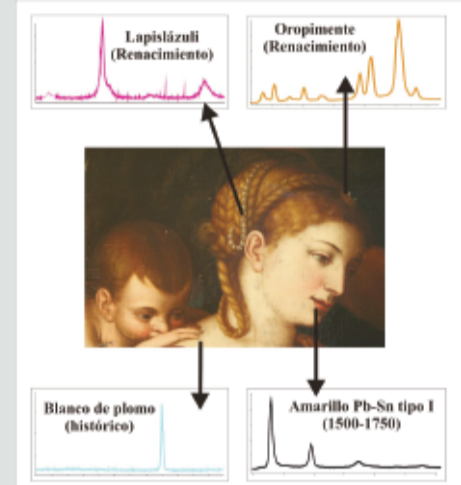 Lapislázuli
(Renacimiento)
Oropimente
(Renacimiento)
Blanco de plomo
(histórico)
Amarillo Pb-Sn tipo I
(1500-1750)